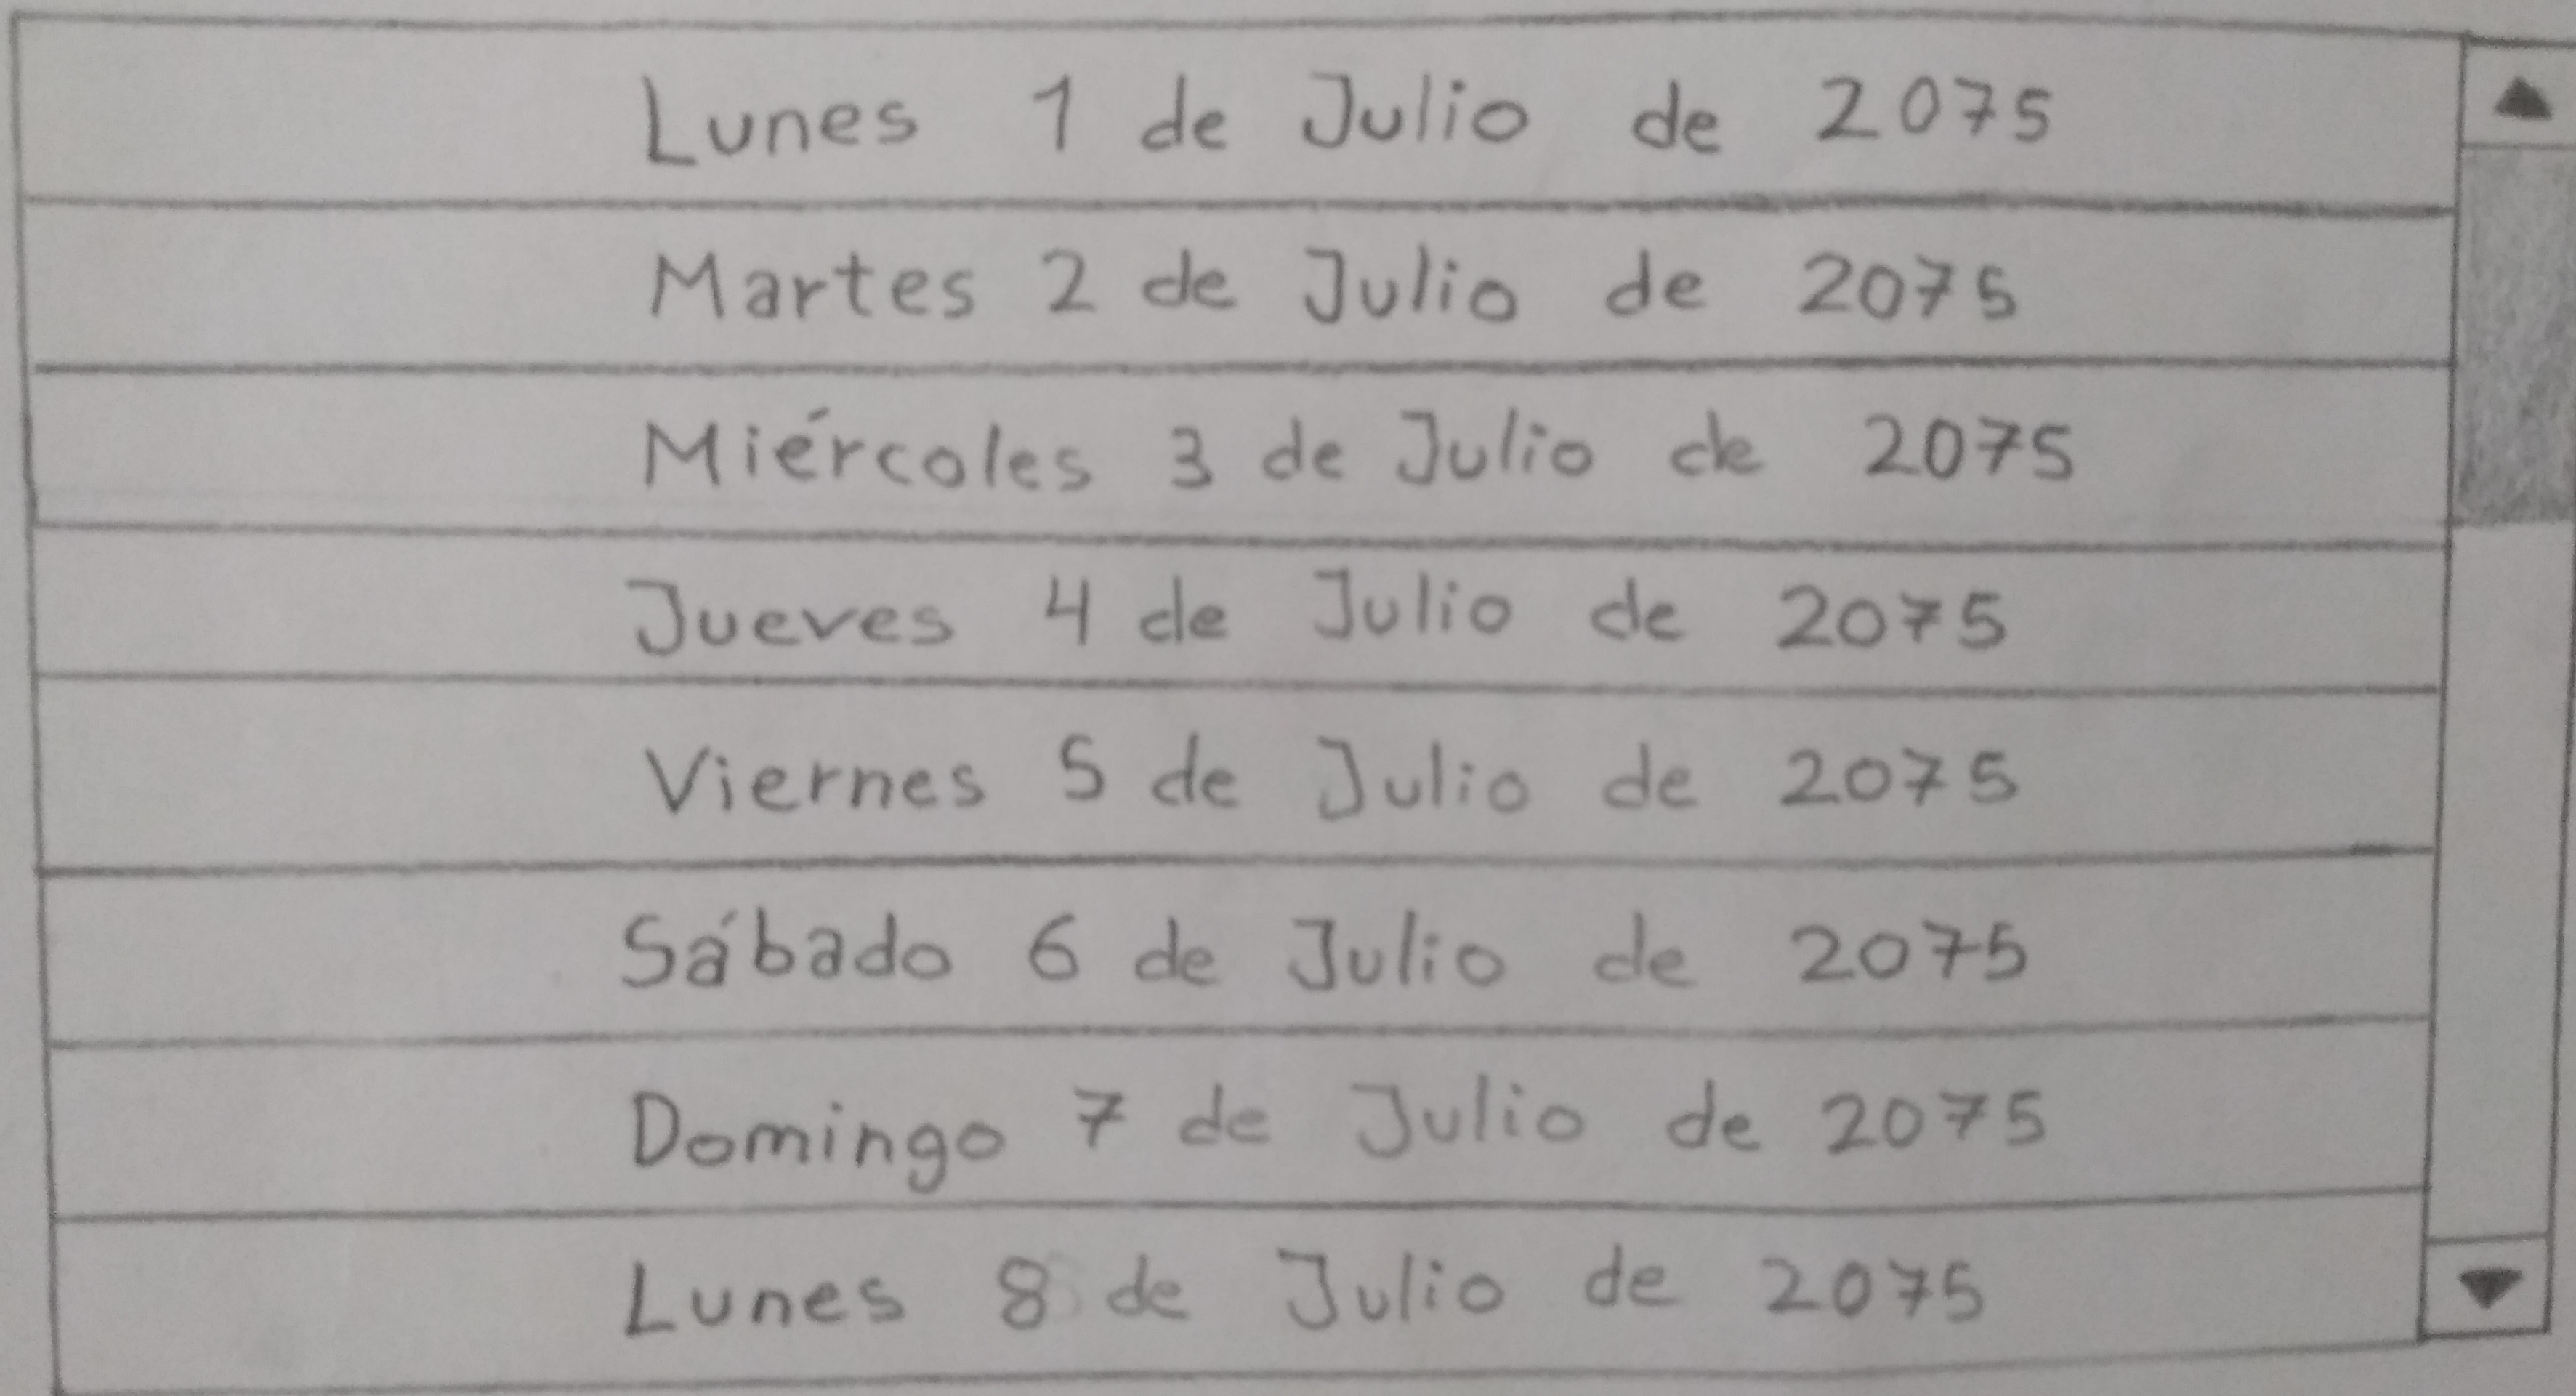 Lunes 1 de Julio de 2075
Martes 2 de Julio de 2075
Miércoles 3 de Julio de 2075
Jueves 4 de Julio de 2075
Viernes 5 de Julio de 2075
Sábado 6 de Julio de 2075
Domingo 7 de Julio de 2075
Lunes 8 de Julio de 2075